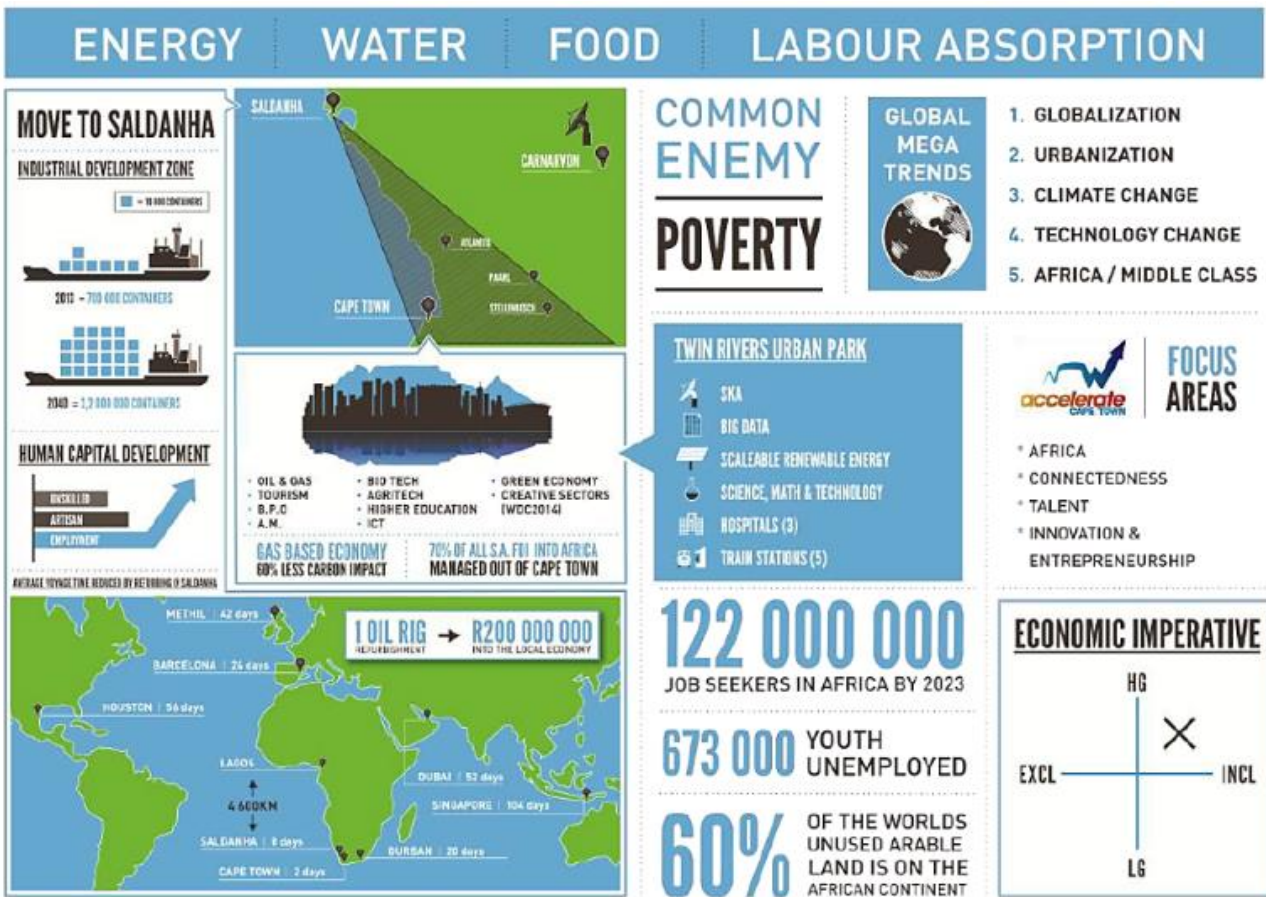 ENERGY
WATER
FOOD
LABOUR ABSORPTION
MOVE TO SALDANHA
INDUSTRIAL DEVELOPMENT ZONE
= 10 000 CONTAINERS
= 700 000 CONTAINERS
2040 = 1,2 000 000 CONTAINERS
HUMAN CAPITAL DEVELOPMENT
UNSKILLED
ARTISAN
EMPLOYMENT
AVERAGE VOYAGE TIME REDUCED BY REFURBING @ SALDANHA
SALDANHA
CARNARVON
ATLANTIS
PAARL
STELLENBOSCH
CAPE TOWN
• OIL & GAS
• TOURISM
• B.P.O
• A.M.
• BIO TECH
• AGRITECH
• HIGHER EDUCATION
• ICT
• GREEN ECONOMY
• CREATIVE SECTORS
(WDC2014)
GAS BASED ECONOMY
60% LESS CARBON IMPACT
70% OF ALL S.A. FDI INTO AFRICA
MANAGED OUT OF CAPE TOWN
METHIL | 42 days
BARCELONA | 24 days
HOUSTON | 56 days
LAGOS
4 600KM
SALDANHA | 0 days
CAPE TOWN | 2 days
DURBAN | 20 days
DUBAI | 52 days
SINGAPORE | 104 days
1 OIL RIG
REFURBISHMENT
R200 000 000
INTO THE LOCAL ECONOMY
COMMON
ENEMY
POVERTY
GLOBAL
MEGA
TRENDS
1. GLOBALIZATION
2. URBANIZATION
3. CLIMATE CHANGE
4. TECHNOLOGY CHANGE
5. AFRICA / MIDDLE CLASS
TWIN RIVERS URBAN PARK
SKA
BIG DATA
SCALEABLE RENEWABLE ENERGY
SCIENCE, MATH & TECHNOLOGY
HOSPITALS (3)
TRAIN STATIONS (5)
accelerate
CAPE TOWN
FOCUS
AREAS
* AFRICA
* CONNECTEDNESS
* TALENT
* INNOVATION &
ENTREPRENEURSHIP
122 000 000
JOB SEEKERS IN AFRICA BY 2023
673 000 YOUTH
UNEMPLOYED
60% OF THE WORLDS
UNUSED ARABLE
LAND IS ON THE
AFRICAN CONTINENT
ECONOMIC IMPERATIVE
HG
EXCL
INCL
LG